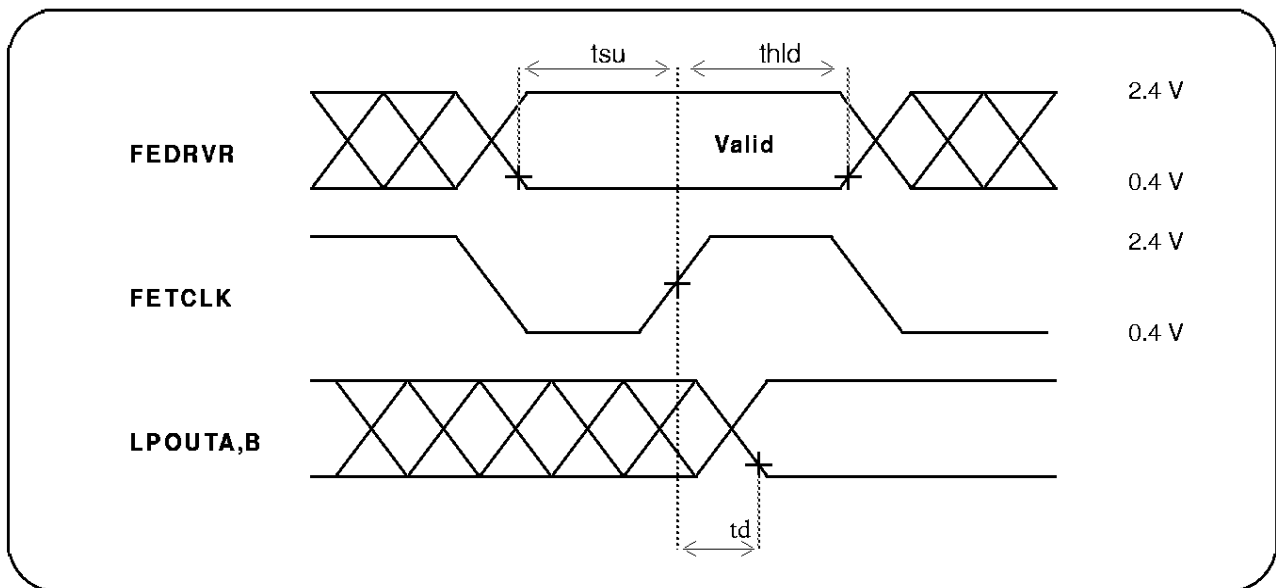 tsu
thld
2.4 V
FEDRVR
Valid
0.4 V
2.4 V
FETCLK
0.4 V
LPOUTA,B
td